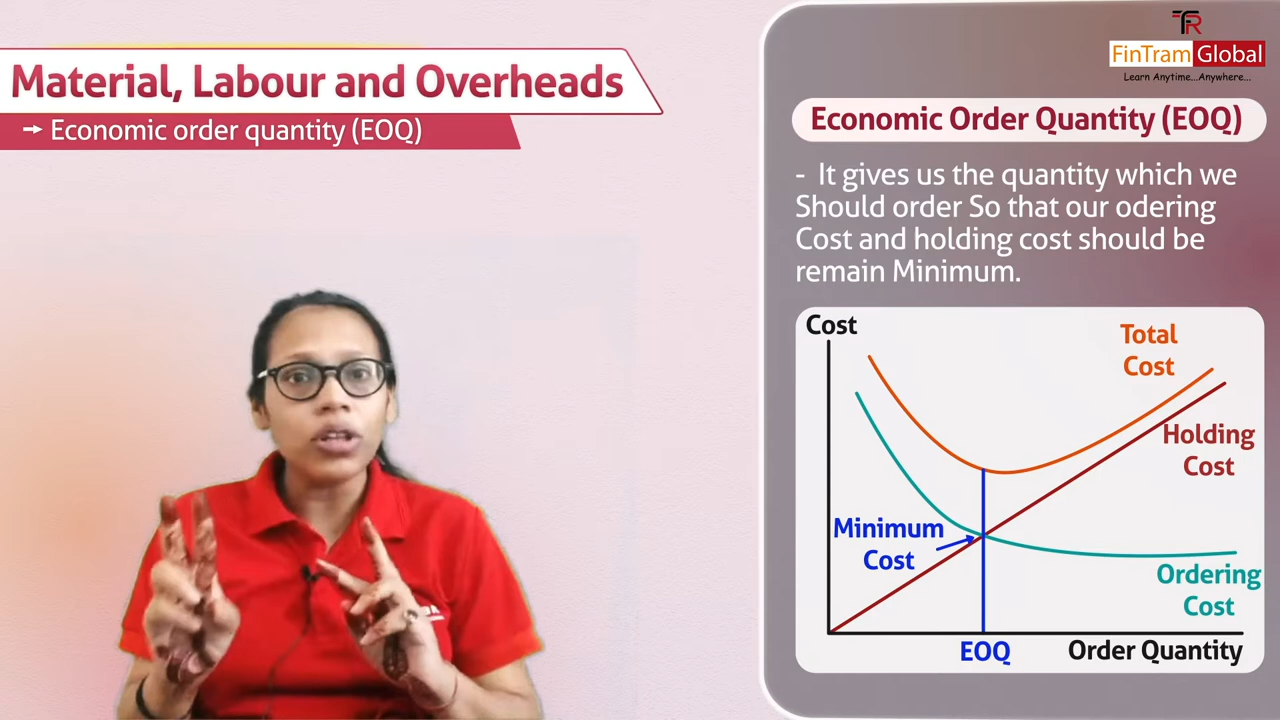 Material, Labour and Overheads
→ Economic order quantity (EOQ)
FinTram Global
Learn Anytime...Anywhere...
Economic Order Quantity (EOQ)
- It gives us the quantity which we
Should order So that our odering
Cost and holding cost should be
remain Minimum.
Cost
Total
Cost
Holding
Cost
Minimum
Cost
Ordering
Cost
EOQ
Order Quantity